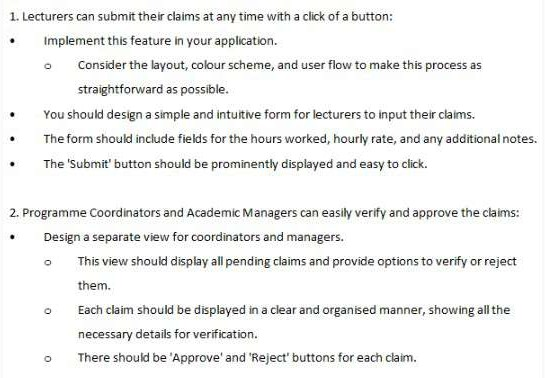 1. Lecturers can submit their claims at any time with a click of a button:
• Implement this feature in your application.
o Consider the layout, colour scheme, and user flow to make this process as
straightforward as possible.
• You should design a simple and intuitive form for lecturers to input their claims.
• The form should include fields for the hours worked, hourly rate, and any additional notes.
• The 'Submit' button should be prominently displayed and easy to click.
2. Programme Coordinators and Academic Managers can easily verify and approve the claims:
• Design a separate view for coordinators and managers.
o This view should display all pending claims and provide options to verify or reject
them.
o Each claim should be displayed in a clear and organised manner, showing all the
necessary details for verification.
o There should be 'Approve' and 'Reject' buttons for each claim.